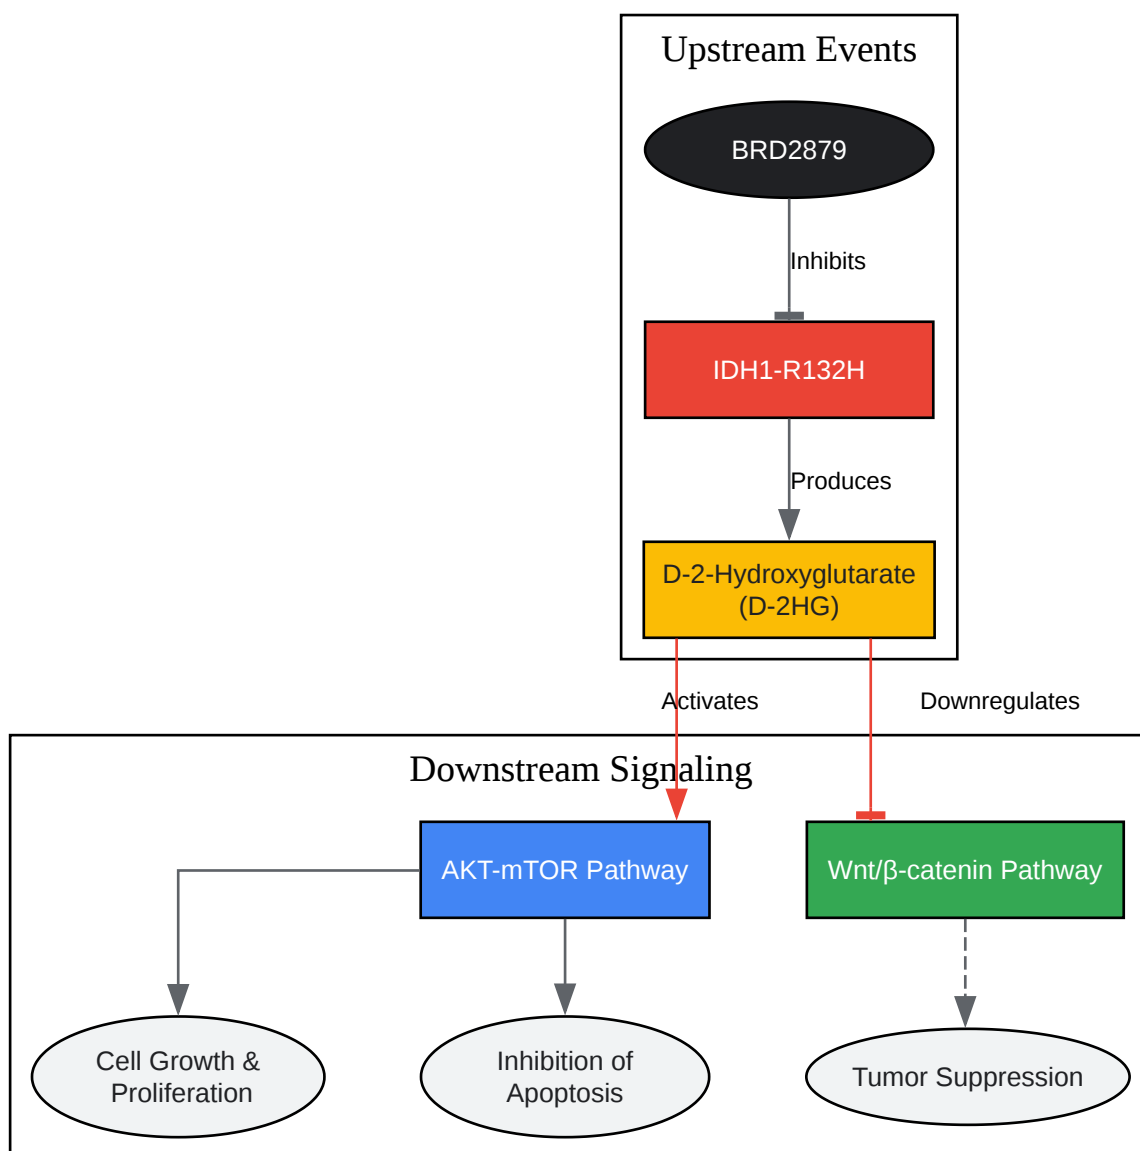 Upstream Events
BRD2879
Inhibits
IDH1-R132H
Produces
D-2-Hydroxyglutarate
(D-2HG)
Activates
Downregulates
Downstream Signaling
AKT-mTOR Pathway
Wnt/β-catenin Pathway
Cell Growth &
Proliferation
Inhibition of
Apoptosis
Tumor Suppression